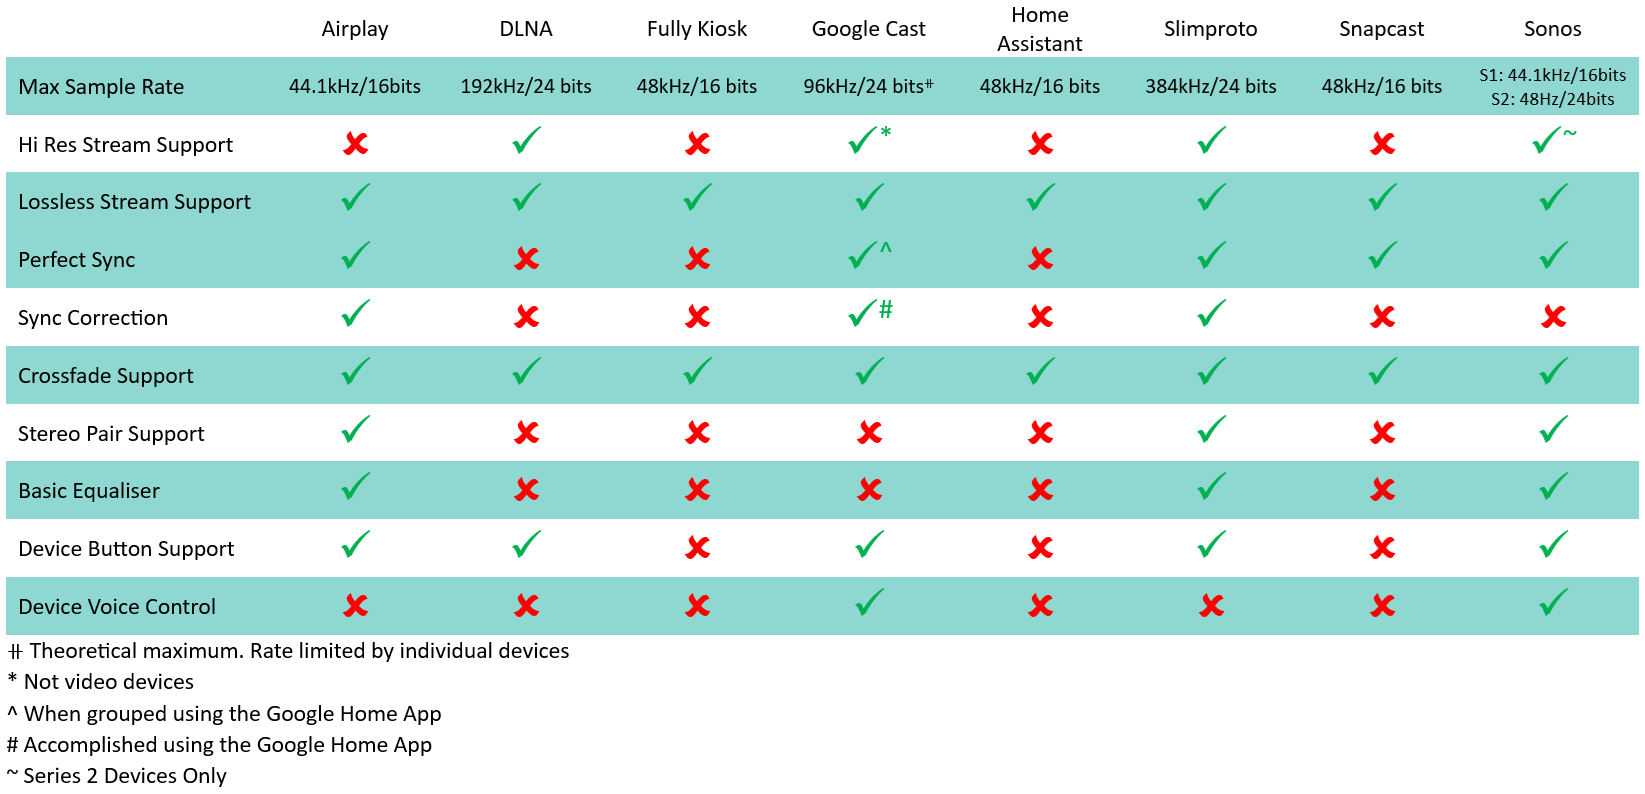 Airplay DLNA Fully Kiosk Google Cast Home Assistant Slimproto Snapcast Sonos
Max Sample Rate 44.1kHz/16bits 192kHz/24 bits 48kHz/16 bits 96kHz/24 bitsⵌ 48kHz/16 bits 384kHz/24 bits 48kHz/16 bits S1: 44.1kHz/16bits S2: 48Hz/24bits
Hi Res Stream Support ✘ ✓ ✘ ✓* ✘ ✓ ✘ ✓~
Lossless Stream Support ✓ ✓ ✓ ✓ ✓ ✓ ✓ ✓
Perfect Sync ✓ ✘ ✘ ✓^ ✘ ✓ ✓ ✓
Sync Correction ✓ ✘ ✘ ✓# ✘ ✓ ✘ ✘
Crossfade Support ✓ ✓ ✓ ✓ ✓ ✓ ✓ ✓
Stereo Pair Support ✓ ✘ ✘ ✘ ✘ ✓ ✘ ✓
Basic Equaliser ✓ ✘ ✘ ✘ ✘ ✓ ✘ ✓
Device Button Support ✓ ✓ ✘ ✓ ✘ ✓ ✘ ✓
Device Voice Control ✘ ✘ ✘ ✓ ✘ ✘ ✘ ✓
ⵌ Theoretical maximum. Rate limited by individual devices
* Not video devices
^ When grouped using the Google Home App
# Accomplished using the Google Home App
~ Series 2 Devices Only